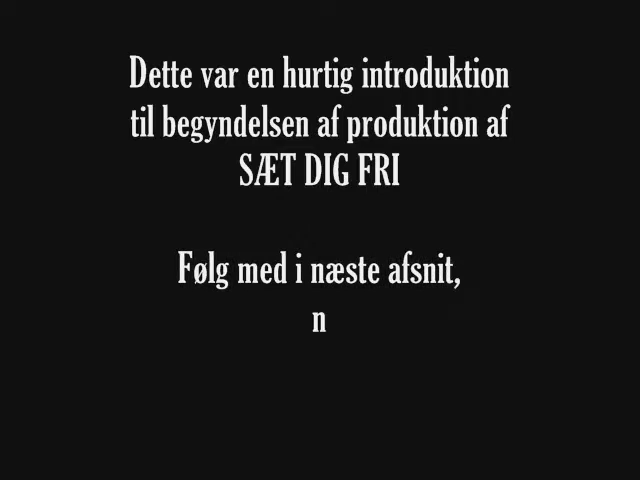 Dette var en hurtig introduktion
til begyndelsen af produktion af
SÆT DIG FRI
Følg med i næste afsnit,
n